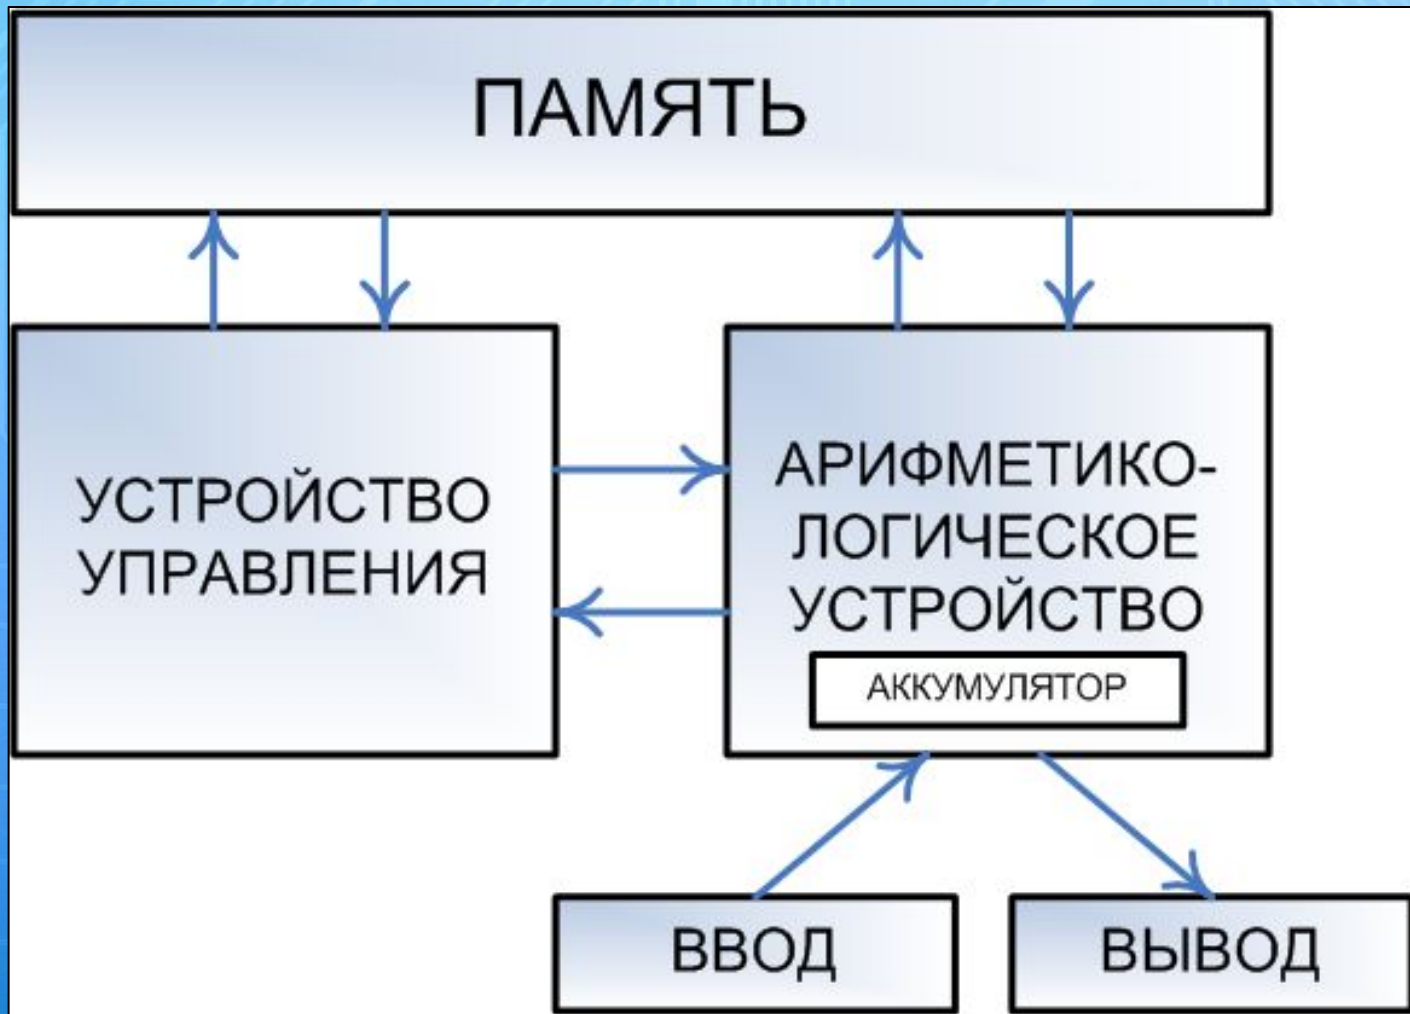 ПАМЯТЬ
УСТРОЙСТВО
УПРАВЛЕНИЯ
АРИФМЕТИКО-
ЛОГИЧЕСКОЕ
УСТРОЙСТВО
АККУМУЛЯТОР
ВВОД
ВЫВОД